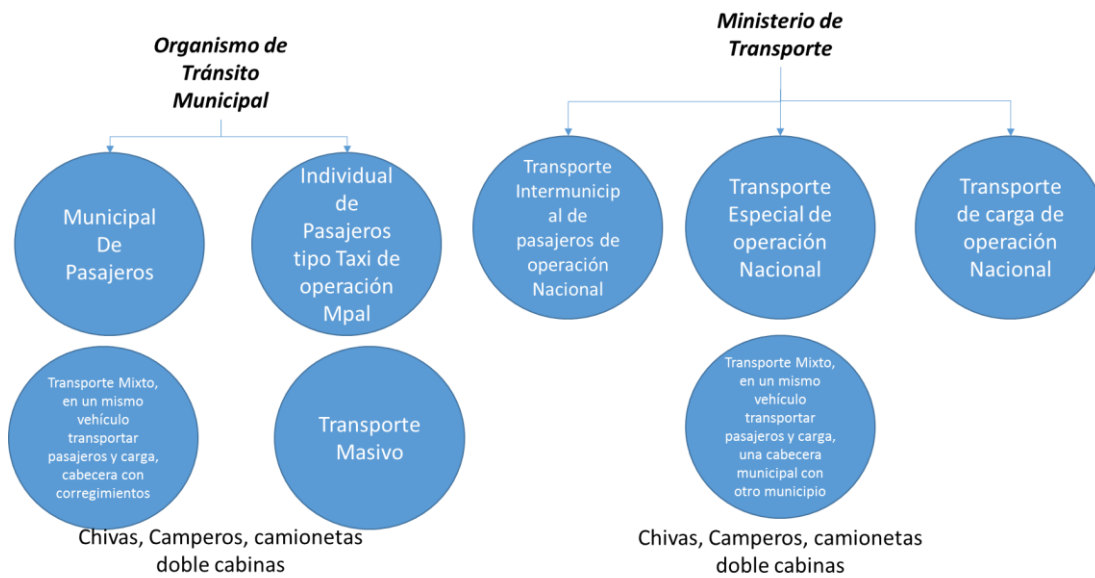 Organismo de
Tránsito
Municipal
Municipal
De
Pasajeros
Individual
de
Pasajeros
tipo Taxi de
operación
Mpal
Transporte Mixto,
en un mismo
vehículo
transportar
pasajeros y carga,
cabecera con
corregimientos
Transporte
Masivo
Chivas, Camperos, camionetas
doble cabinas
Ministerio de
Transporte
Transporte
Intermunicip
al de
pasajeros de
operación
Nacional
Transporte
Especial de
operación
Nacional
Transporte
de carga de
operación
Nacional
Transporte Mixto,
en un mismo
vehículo
transportar
pasajeros y carga,
una cabecera
municipal con
otro municipio
Chivas, Camperos, camionetas
doble cabinas